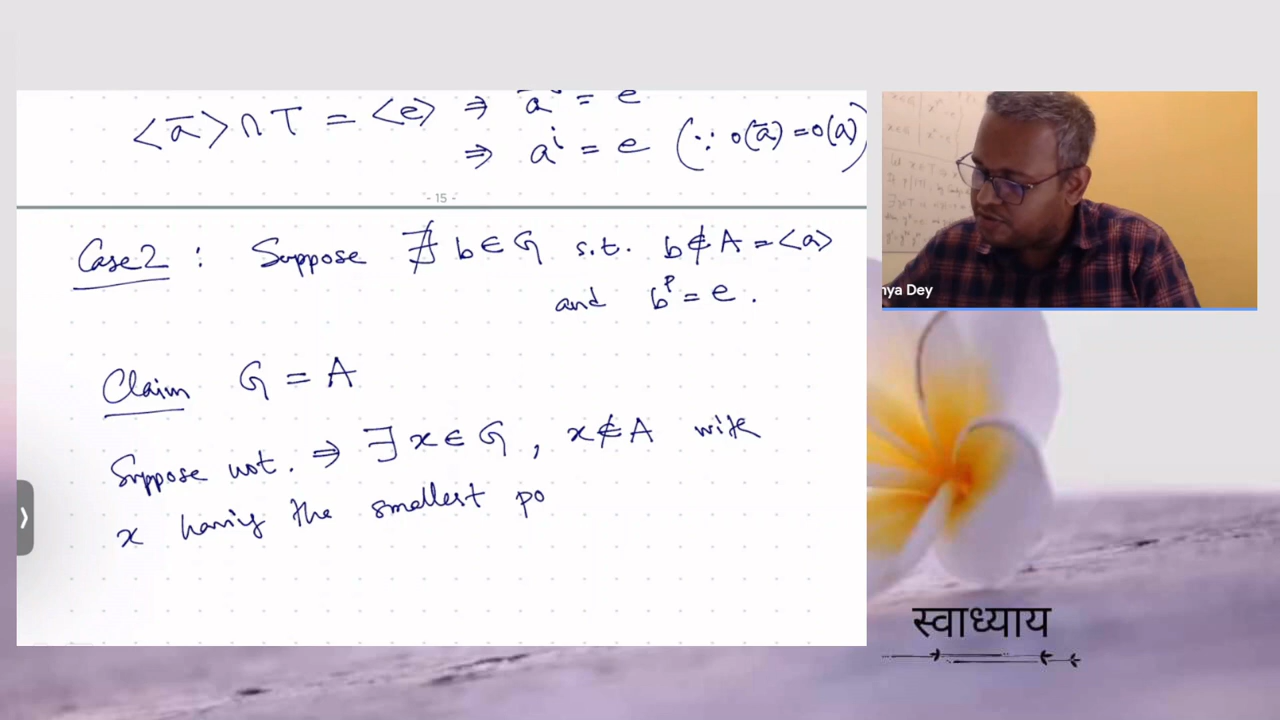 ⟨ā⟩ ∩ T = ⟨e⟩ ⇒ āⁱ = e
⇒ aⁱ = e (∵ o(ā) = o(a)
- 15 -
Case 2 : Suppose ∄ b ∈ G s.t. b ∉ A = ⟨a⟩
and bᵖ = e .
Claim G = A
Suppose not . ⇒ ∃ x ∈ G , x ∉ A with
x having the smallest po
nya Dey
स्वाध्याय